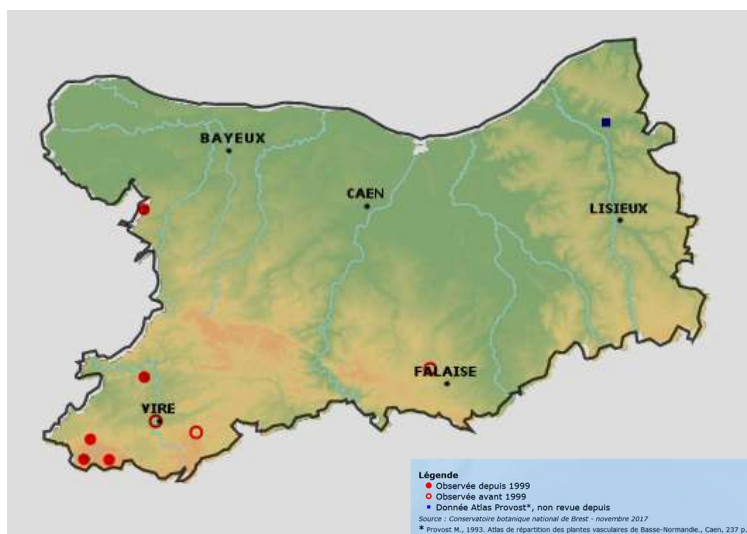 BAYEUX
CAEN
LISIEUX
FALAISE
VIRE
Légende
Observée depuis 1999
Observée avant 1999
Donnée Atlas Provost*, non revue depuis
Source : Conservatoire botanique national de Brest - novembre 2017
* Provost M., 1993. Atlas de répartition des plantes vasculaires de Basse-Normandie., Caen, 237 p.